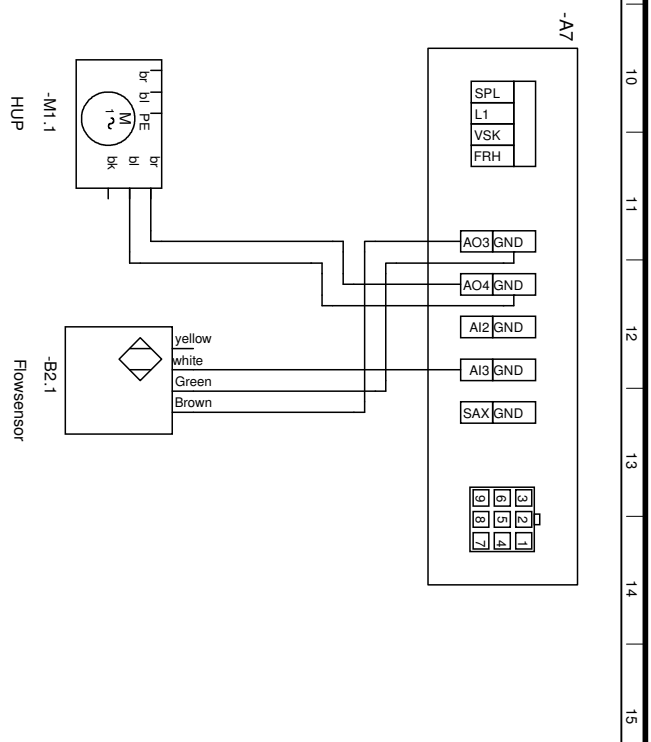 -A7
10
11
12
13
14
15
SPL
L1
VSK
FRH
AO3 GND
AO4 GND
AI2 GND
AI3 GND
SAX GND
3 6 9
2 5 8
1 4 7
br bl PE
M
1 ~
br
bl
bk
-M1.1
HUP
yellow
white
Green
Brown
-B2.1
Flowsensor